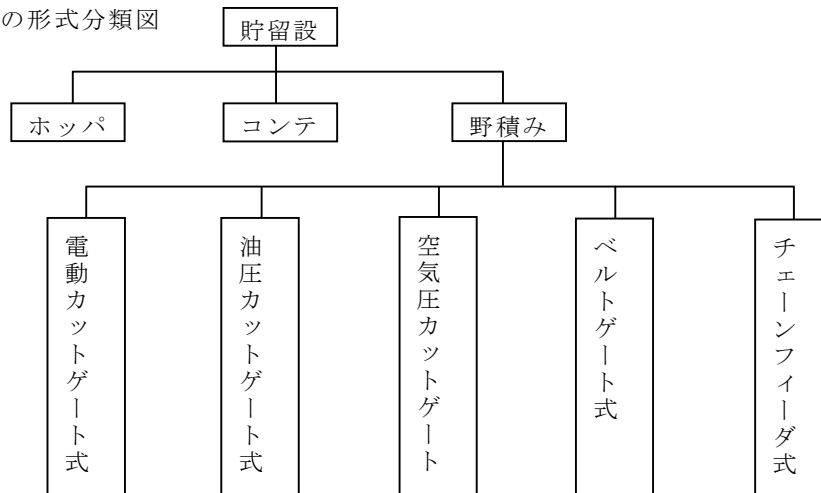 の形式分類図
貯留設
ホッパ
コンテ
野積み
電動カットゲート式
油圧カットゲート式
空気圧カットゲート
ベルトゲート式
チェーンフィーダ式